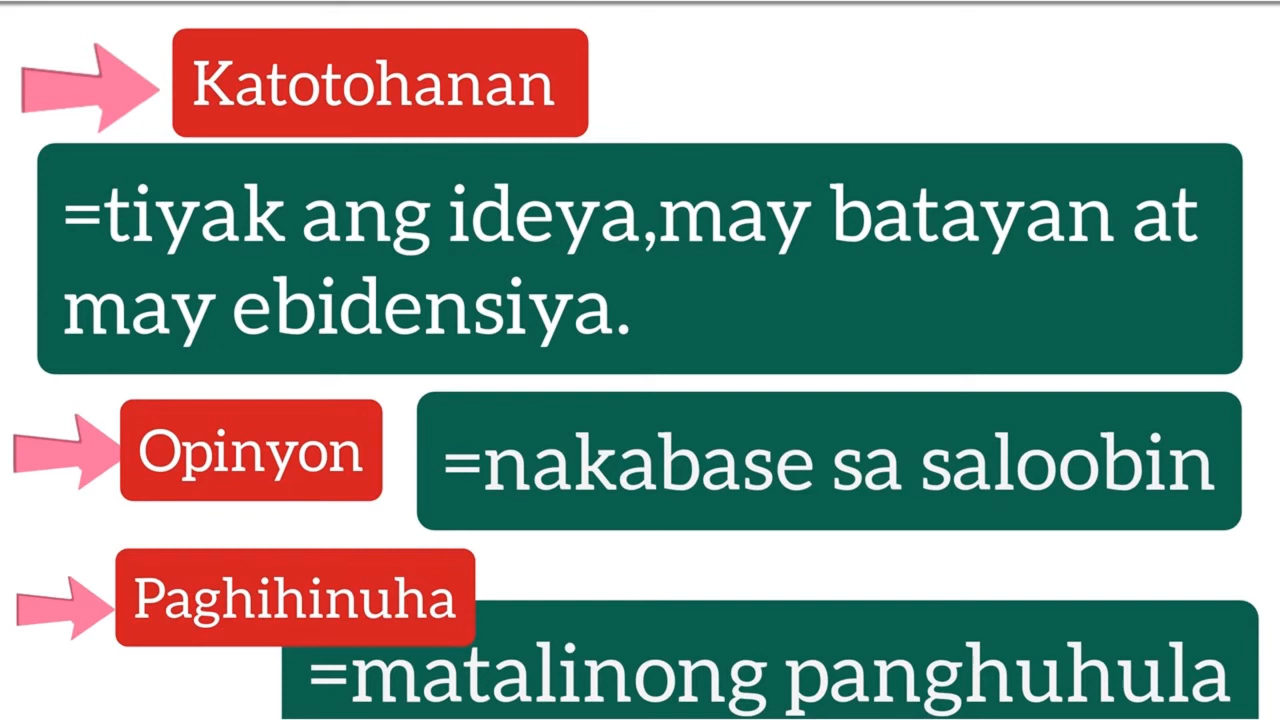 Katotohanan
=tiyak ang ideya,may batayan at
may ebidensiya.
Opinyon
=nakabase sa saloobin
Paghihinuha
=matalinong panghuhula